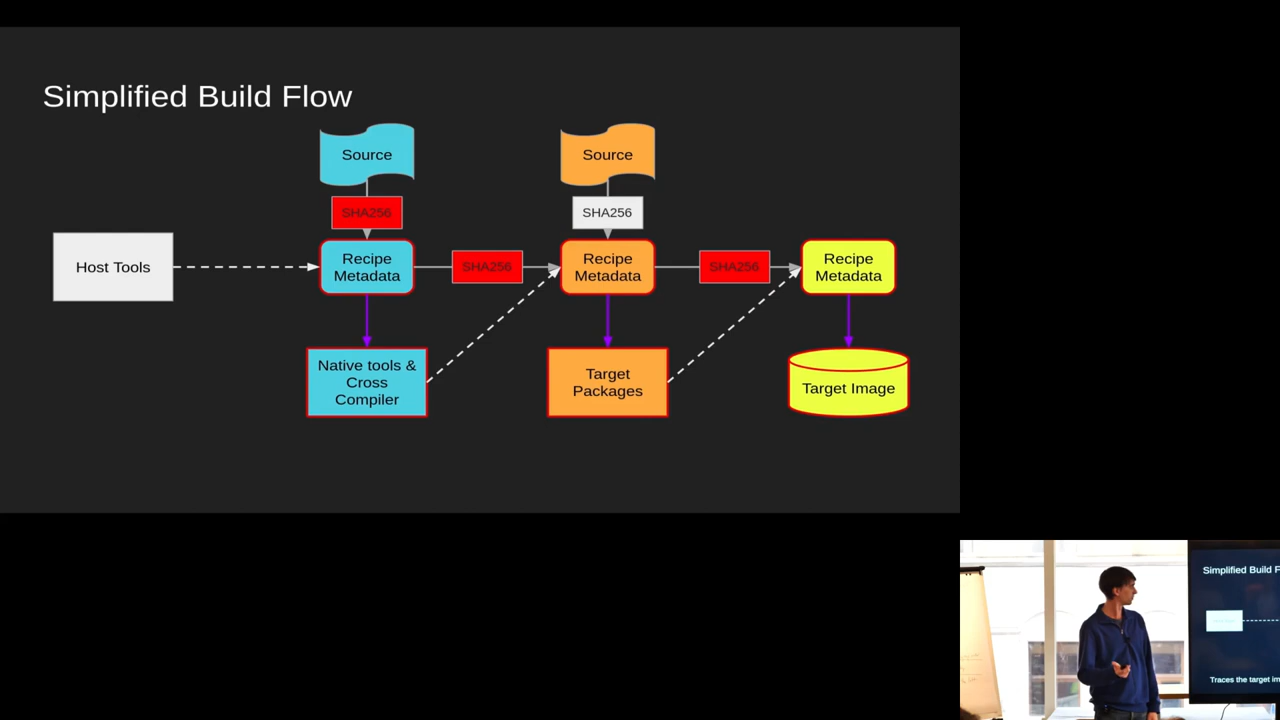 Simplified Build Flow
Source
Source
SHA256
SHA256
Host Tools
Recipe
Metadata
SHA256
Recipe
Metadata
SHA256
Recipe
Metadata
Native tools &
Cross
Compiler
Target
Packages
Target Image
Simplified Build F
Traces the target im